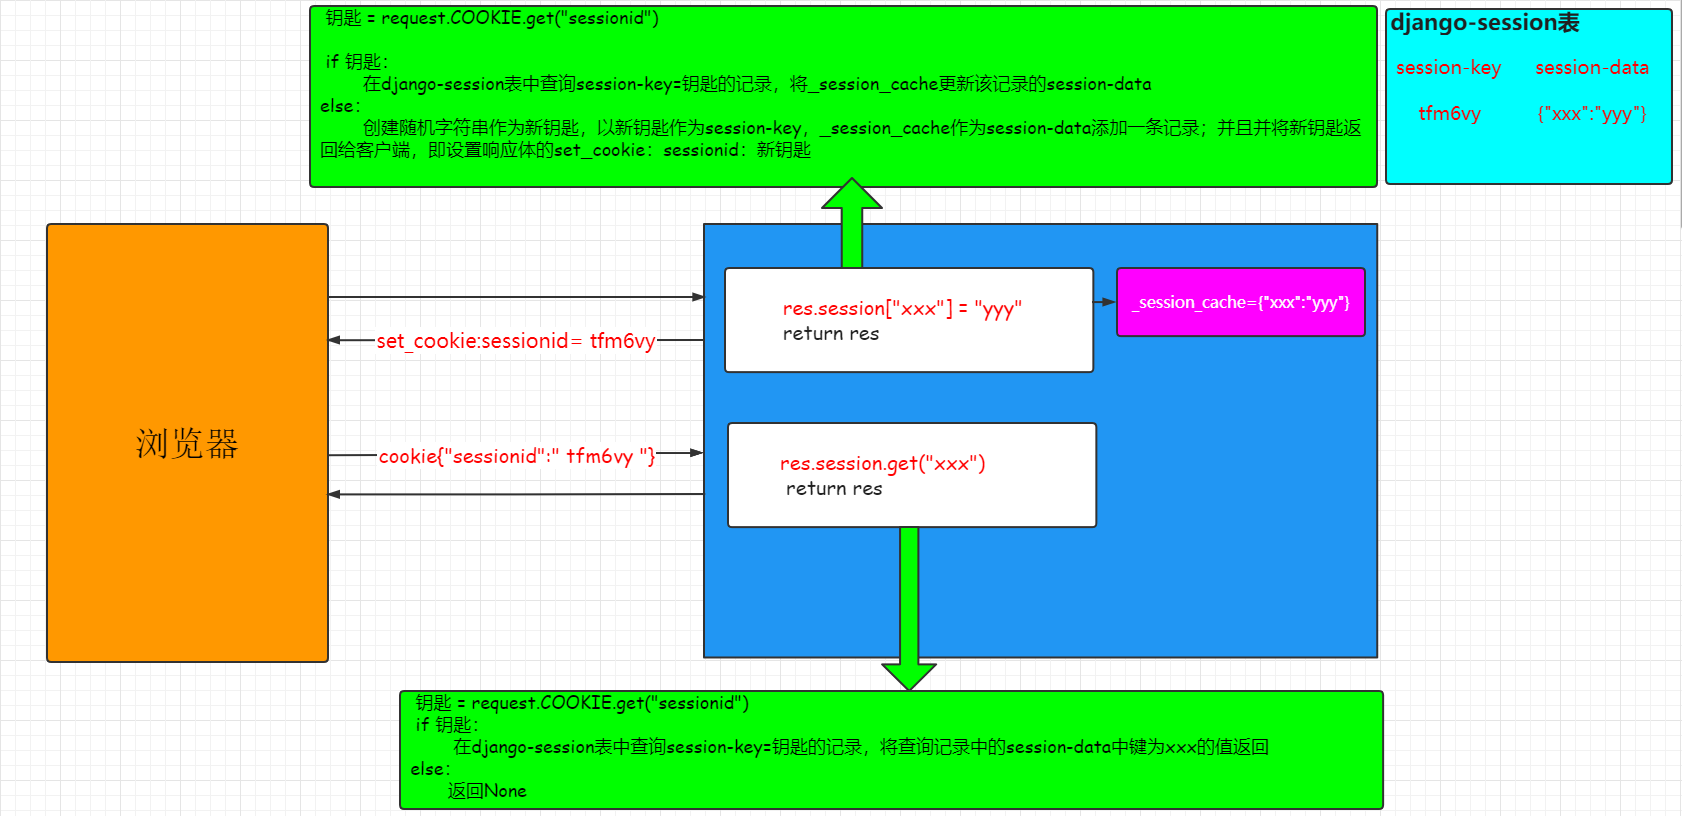 钥匙 = request.COOKIE.get("sessionid")
if 钥匙：
在django-session表中查询session-key=钥匙的记录，将_session_cache更新该记录的session-data
else：
创建随机字符串作为新钥匙，以新钥匙作为session-key，_session_cache作为session-data添加一条记录；并且并将新钥匙返
回给客户端，即设置响应体的set_cookie：sessionid：新钥匙
django-session表
session-key session-data
tfm6vy {"xxx":"yyy"}
res.session["xxx"] = "yyy"
return res
_session_cache={"xxx":"yyy"}
set_cookie:sessionid= tfm6vy
浏览器
cookie{"sessionid":" tfm6vy "}
res.session.get("xxx")
return res
钥匙 = request.COOKIE.get("sessionid")
if 钥匙：
在django-session表中查询session-key=钥匙的记录，将查询记录中的session-data中键为xxx的值返回
else：
返回None